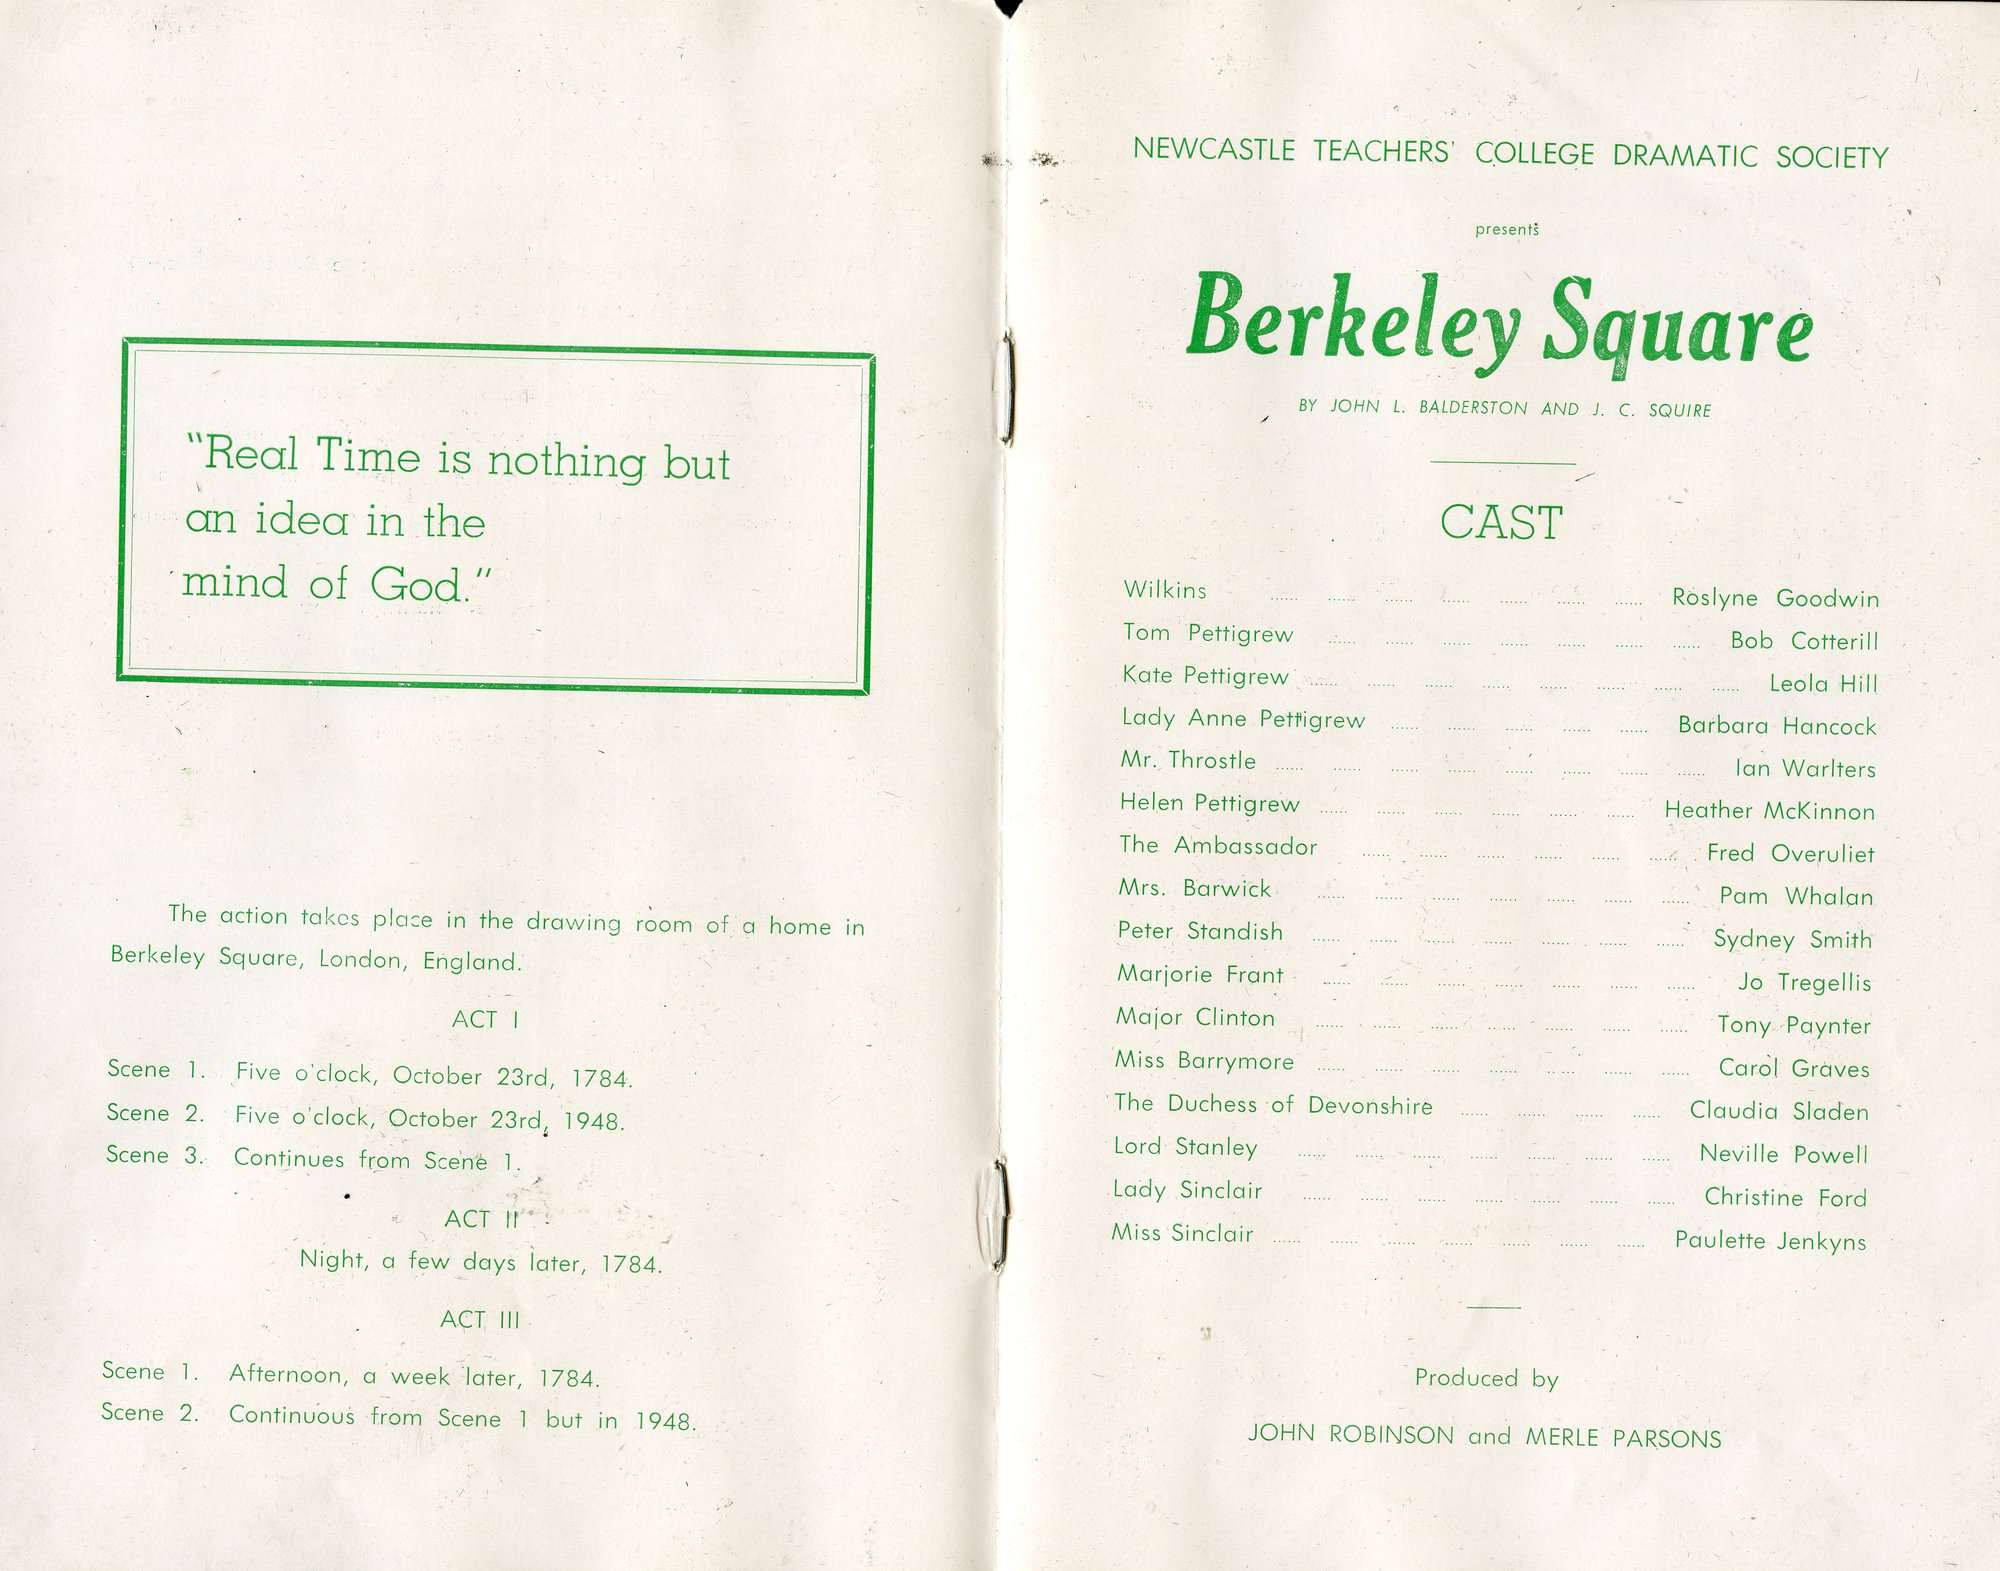 "Real Time is nothing but
an idea in the
mind of God."
The action takes place in the drawing room of a home in
Berkeley Square, London, England.
ACT I
Scene 1. Five o'clock, October 23rd, 1784.
Scene 2. Five o'clock, October 23rd, 1948.
Scene 3. Continues from Scene 1.
ACT II
Night, a few days later, 1784.
ACT III
Scene 1. Afternoon, a week later, 1784.
Scene 2. Continuous from Scene 1 but in 1948.
NEWCASTLE TEACHERS' COLLEGE DRAMATIC SOCIETY
presents
Berkeley Square
BY JOHN L. BALDERSTON AND J. C. SQUIRE
CAST
Wilkins ...... ...... ...... ...... ...... ...... ...... Roslyne Goodwin
Tom Pettigrew ...... ...... ...... ...... ...... ...... ...... Bob Cotterill
Kate Pettigrew ...... ...... ...... ...... ...... ...... ...... ...... Leola Hill
Lady Anne Pettigrew ...... ...... ...... ...... ...... Barbara Hancock
Mr. Throstle ...... ...... ...... ...... ...... ...... ...... ...... Ian Warlters
Helen Pettigrew ...... ...... ...... ...... ...... ...... Heather McKinnon
The Ambassador ...... ...... ...... ...... ...... ...... Fred Overuliet
Mrs. Barwick ...... ...... ...... ...... ...... ...... ...... Pam Whalan
Peter Standish ...... ...... ...... ...... ...... ...... ...... Sydney Smith
Marjorie Frant ...... ...... ...... ...... ...... ...... ...... Jo Tregellis
Major Clinton ...... ...... ...... ...... ...... ...... ...... Tony Paynter
Miss Barrymore ...... ...... ...... ...... ...... ...... ...... Carol Graves
The Duchess of Devonshire ...... ...... ...... ...... Claudia Sladen
Lord Stanley ...... ...... ...... ...... ...... ...... ...... Neville Powell
Lady Sinclair ...... ...... ...... ...... ...... ...... ...... Christine Ford
Miss Sinclair ...... ...... ...... ...... ...... ...... ...... Paulette Jenkyns
Produced by
JOHN ROBINSON and MERLE PARSONS